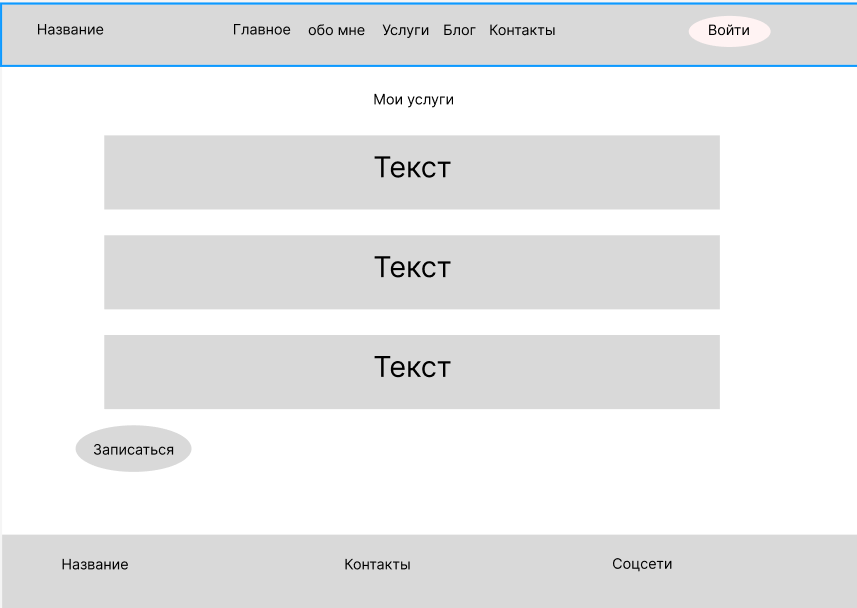 Название Главное обо мне Услуги Блог Контакты Войти
Мои услуги
Текст
Текст
Текст
Записаться
Название Контакты Соцсети